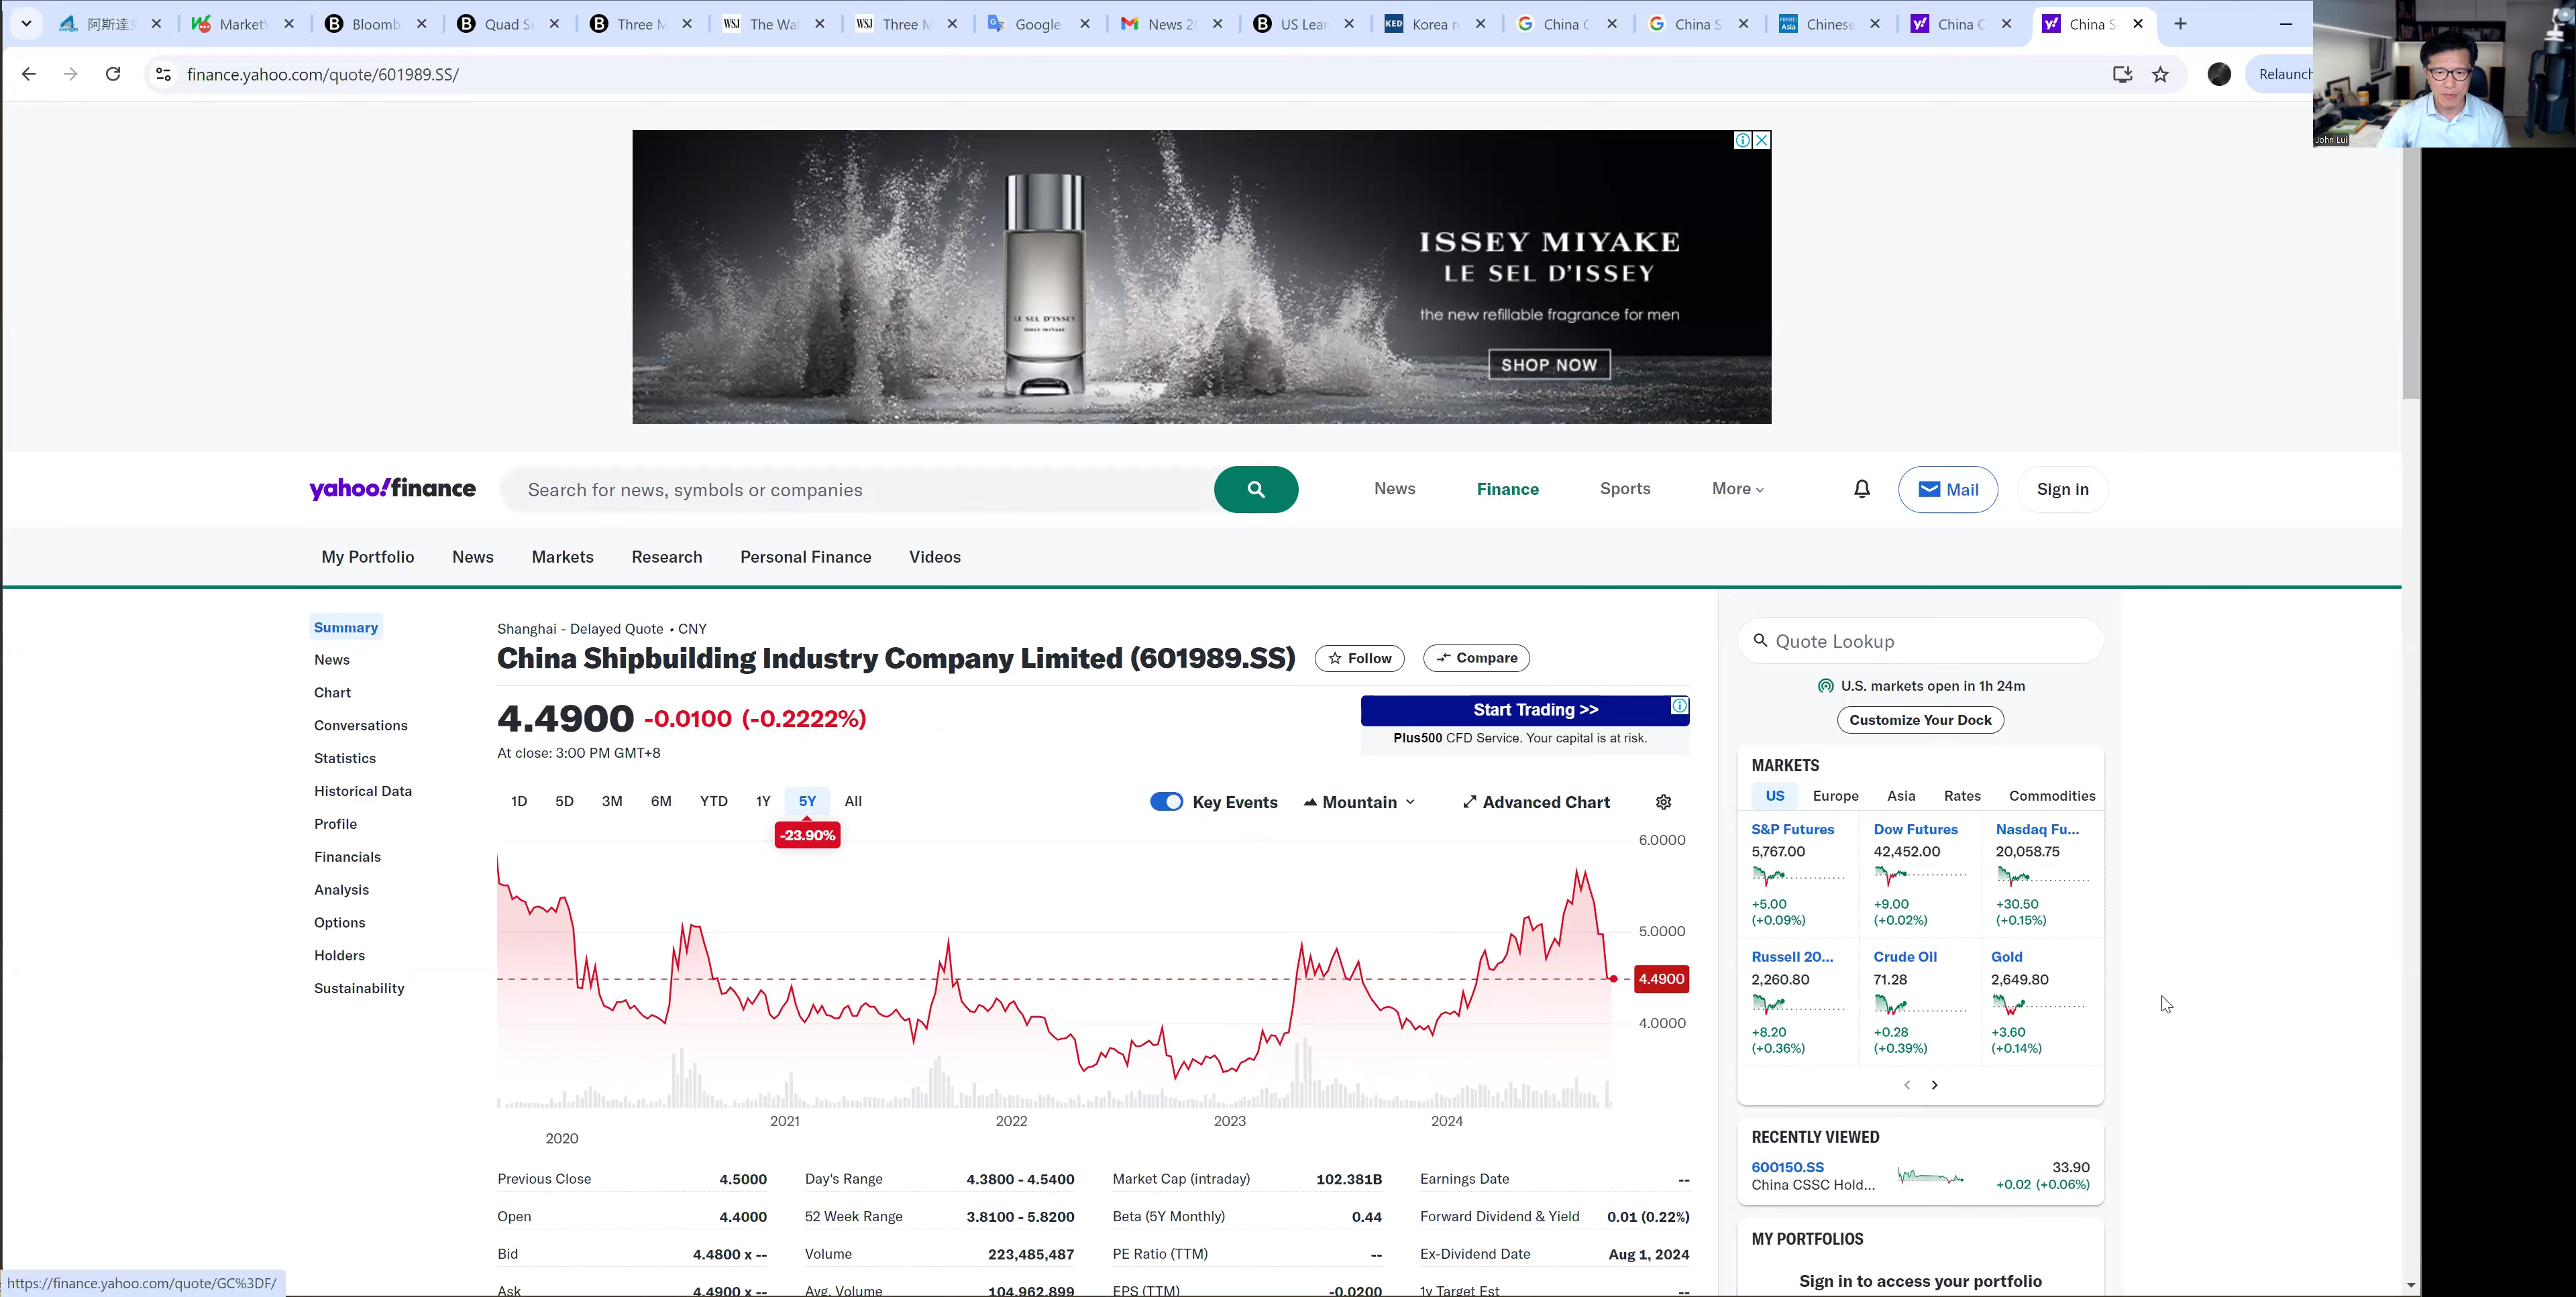 阿斯達
MarketW
Bloomb
Quad S
Three M
The Wal
Three M
Google
News 20
US Lear
Korea r
China C
China S
Chinese
China C
China S
finance.yahoo.com/quote/601989.SS/
Relaunch
John Lui
ISSEY MIYAKE
LE SEL D'ISSEY
the new refillable fragrance for men
SHOP NOW
LE SEL D'ISSEY
ISSEY MIYAKE
yahoo!finance
Search for news, symbols or companies
News
Finance
Sports
More
Mail
Sign in
My Portfolio
News
Markets
Research
Personal Finance
Videos
Summary
News
Chart
Conversations
Statistics
Historical Data
Profile
Financials
Analysis
Options
Holders
Sustainability
Shanghai - Delayed Quote • CNY
China Shipbuilding Industry Company Limited (601989.SS)
Follow
Compare
4.4900 -0.0100 (-0.2222%)
At close: 3:00 PM GMT+8
Start Trading >>
Plus500 CFD Service. Your capital is at risk.
1D 5D 3M 6M YTD 1Y 5Y All
-23.90%
Key Events
Mountain
Advanced Chart
6.0000
5.0000
4.4900
4.0000
2020
2021
2022
2023
2024
Previous Close 4.5000
Open 4.4000
Bid 4.4800 x --
Ask 4.4900 x --
Day's Range 4.3800 - 4.5400
52 Week Range 3.8100 - 5.8200
Volume 223,485,487
Avg. Volume 104,962,899
Market Cap (intraday) 102.381B
Beta (5Y Monthly) 0.44
PE Ratio (TTM) --
EPS (TTM) -0.0200
Earnings Date --
Forward Dividend & Yield 0.01 (0.22%)
Ex-Dividend Date Aug 1, 2024
1y Target Est --
Quote Lookup
U.S. markets open in 1h 24m
Customize Your Dock
MARKETS
US Europe Asia Rates Commodities
S&P Futures
5,767.00
+5.00
(+0.09%)
Dow Futures
42,452.00
+9.00
(+0.02%)
Nasdaq Fu...
20,058.75
+30.50
(+0.15%)
Russell 20...
2,260.80
+8.20
(+0.36%)
Crude Oil
71.28
+0.28
(+0.39%)
Gold
2,649.80
+3.60
(+0.14%)
RECENTLY VIEWED
600150.SS 33.90
China CSSC Hold... +0.02 (+0.06%)
MY PORTFOLIOS
Sign in to access your portfolio
https://finance.yahoo.com/quote/GC%3DF/